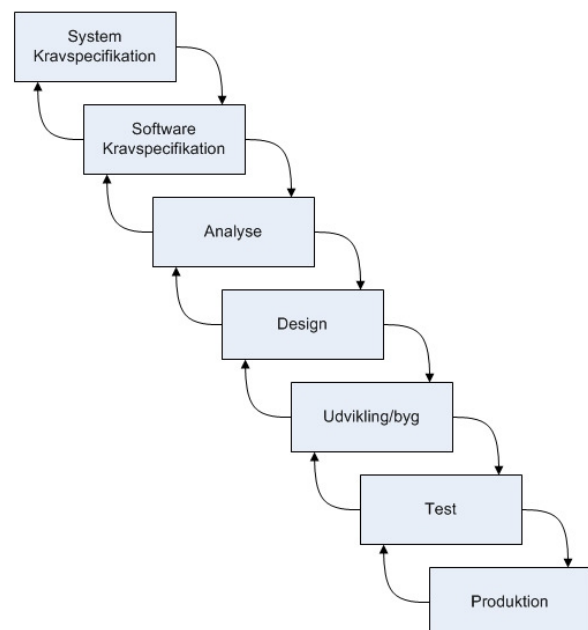 System
Kravspecifikation
Software
Kravspecifikation
Analyse
Design
Udvikling/byg
Test
Produktion